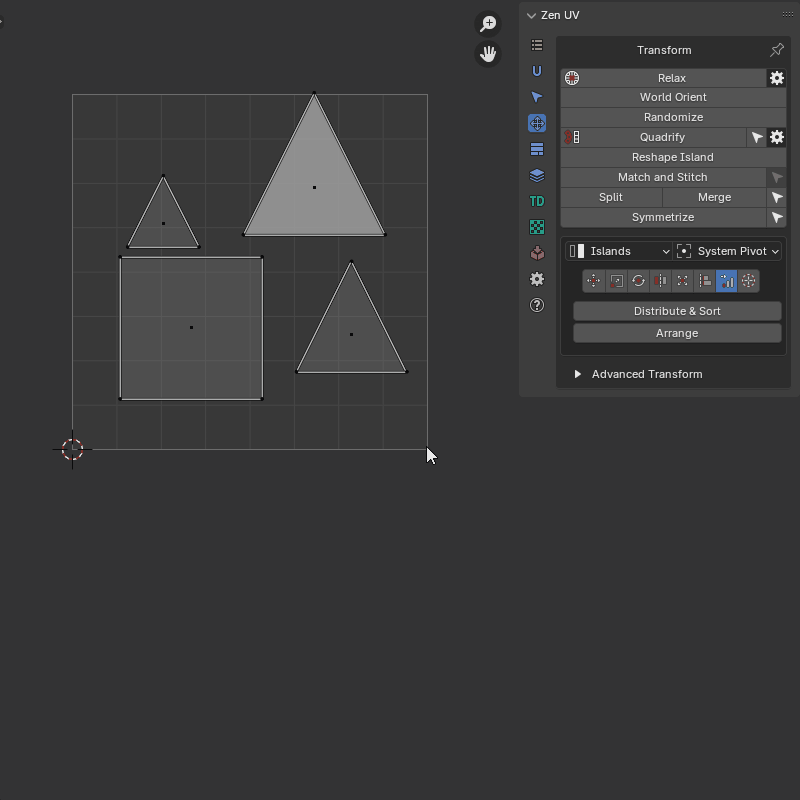 Zen UV
Transform
Relax
World Orient
Randomize
Quadrify
Reshape Island
Match and Stitch
Split Merge
Symmetrize
Islands System Pivot
TD
Distribute & Sort
Arrange
Advanced Transform